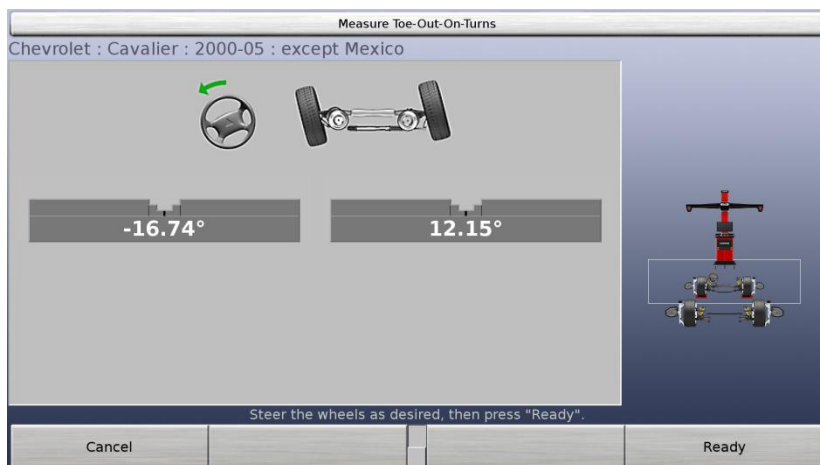 Measure Toe-Out-On-Turns
Chevrolet : Cavalier : 2000-05 : except Mexico
-16.74° 12.15°
Steer the wheels as desired, then press "Ready".
Cancel Ready